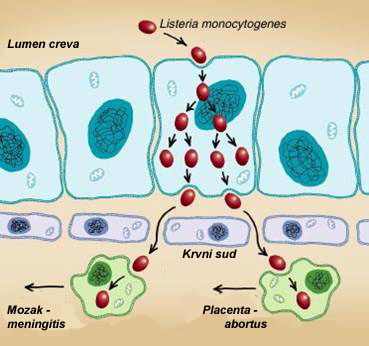 Listeria monocytogenes
Lumen creva
Krvni sud
Mozak -
meningitis
Placenta -
abortus